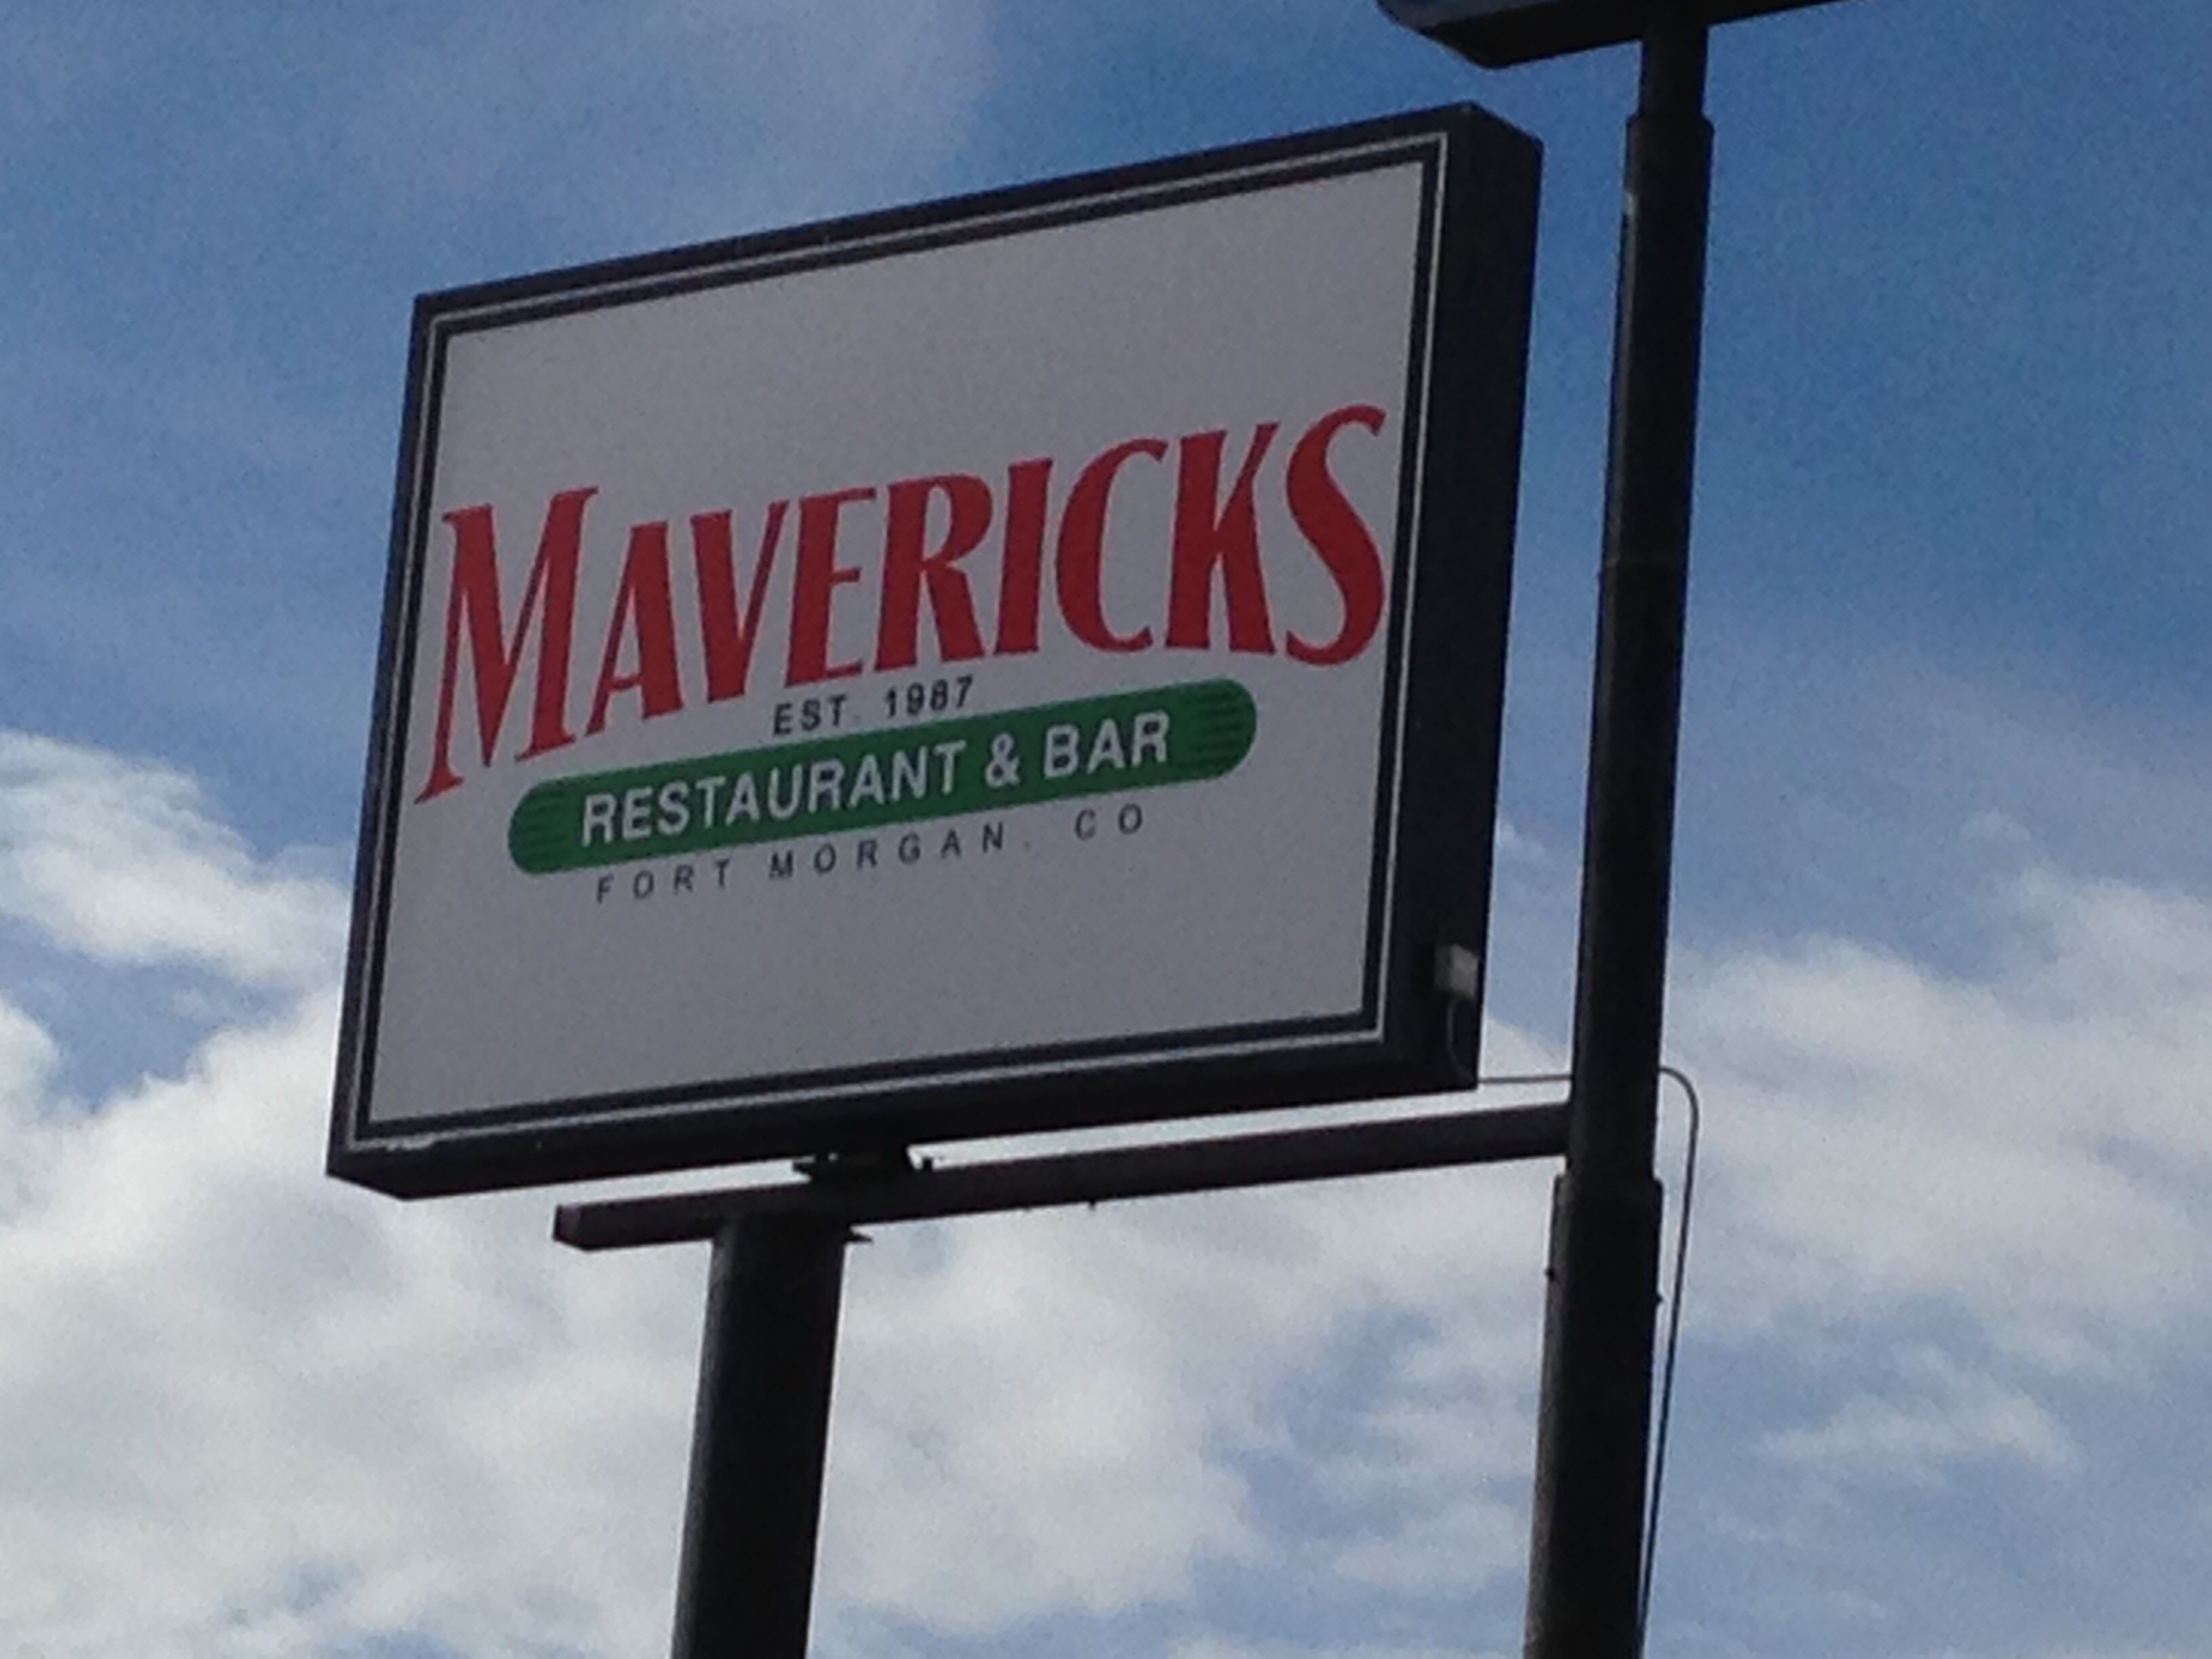 MAVERICKS
EST. 1987
RESTAURANT & BAR
FORT MORGAN, CO